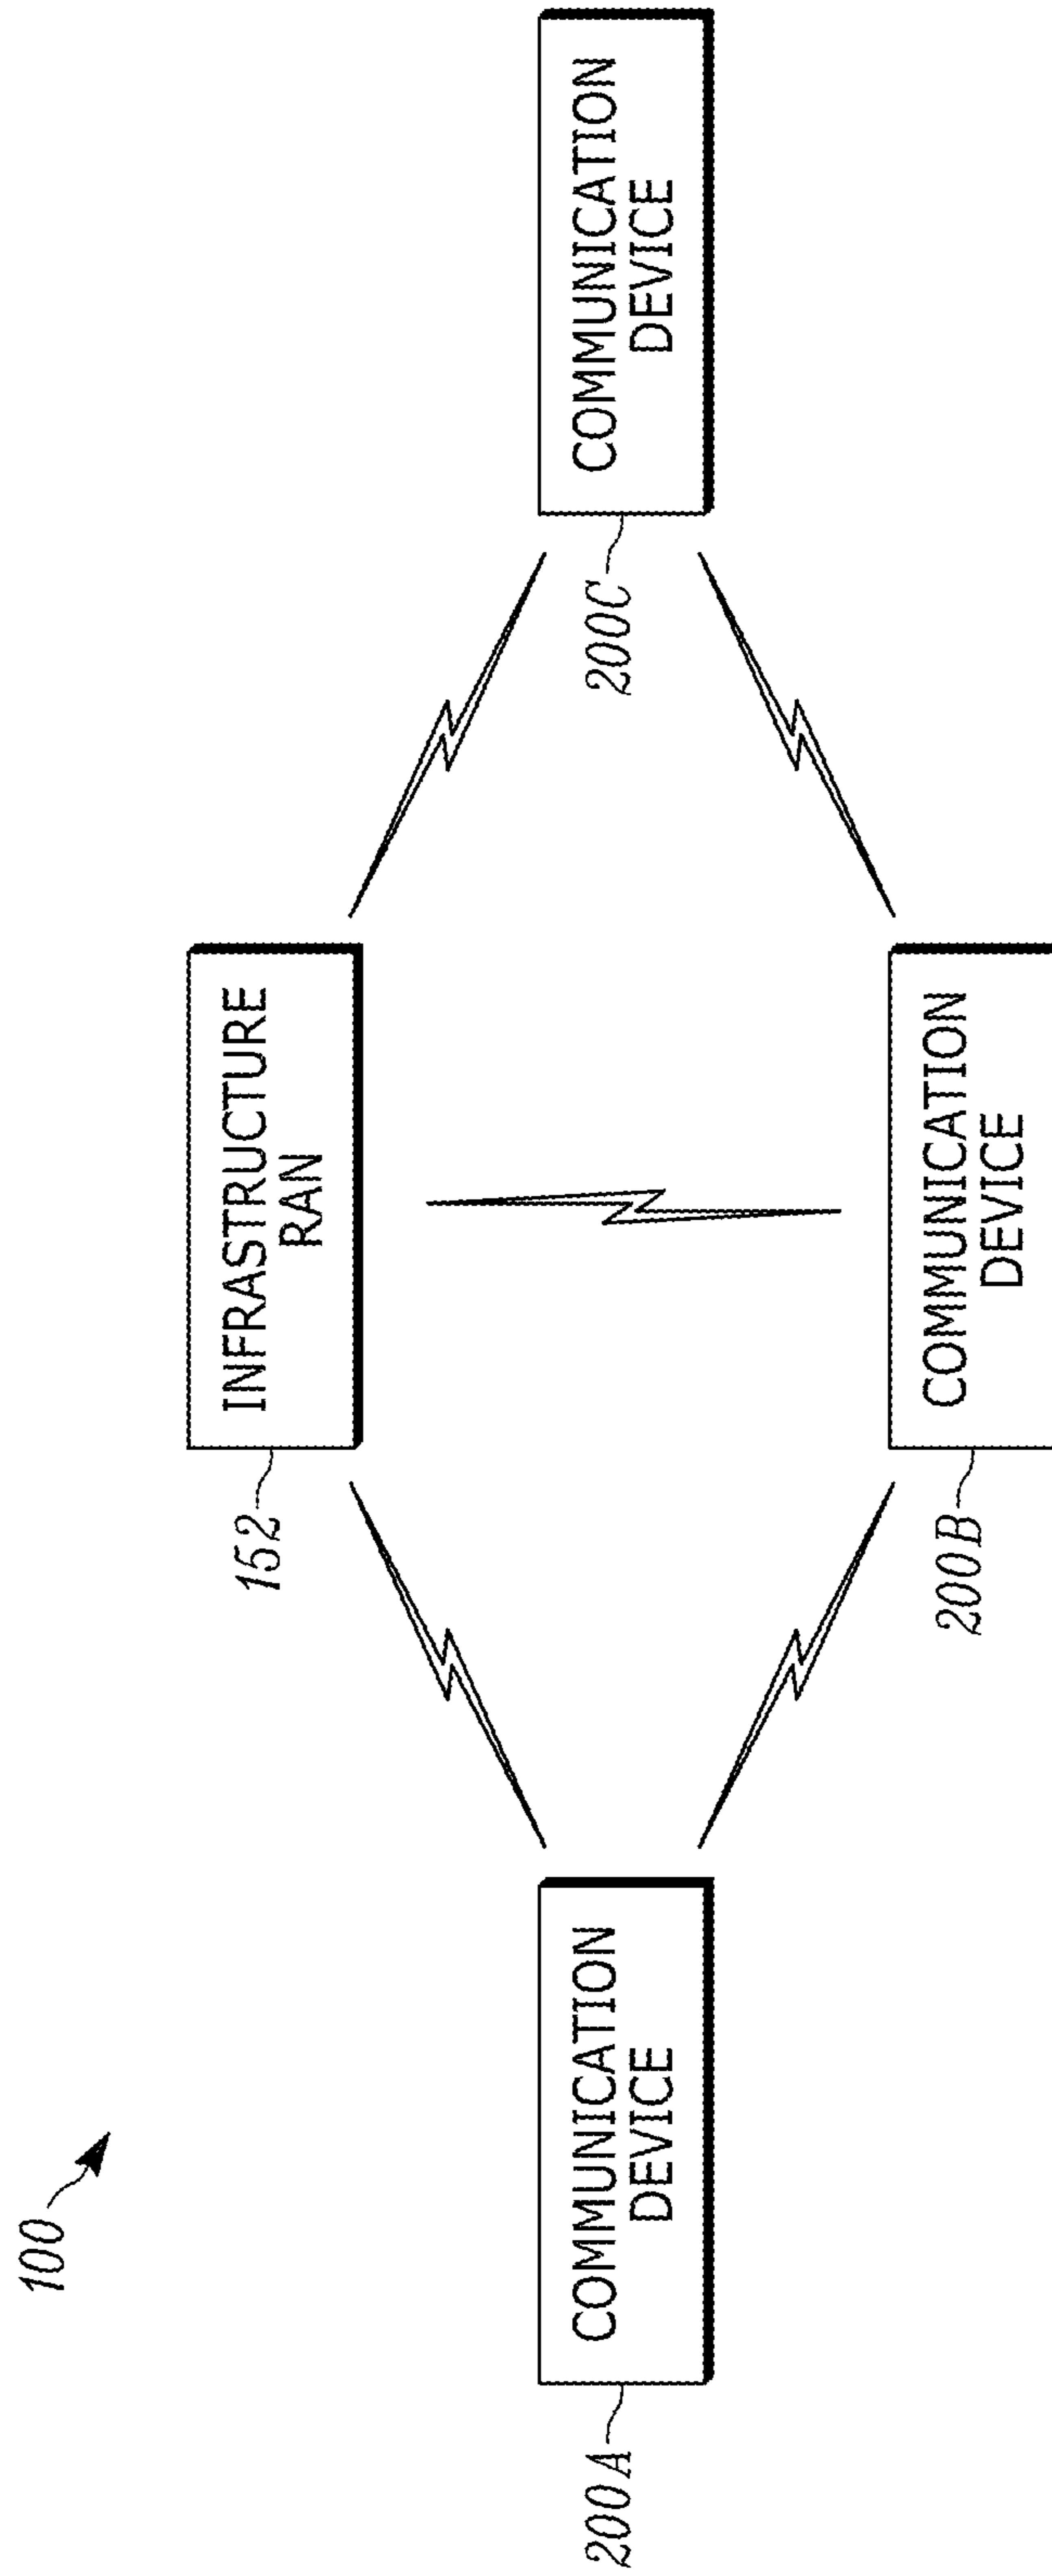 100
152
INFRASTRUCTURE
RAN
200A
COMMUNICATION
DEVICE
200C
COMMUNICATION
DEVICE
200B
COMMUNICATION
DEVICE